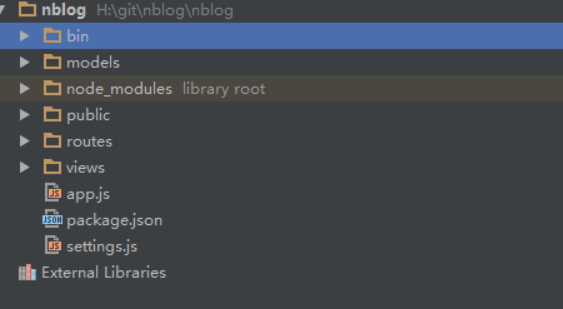 nblog H:\git\nblog\nblog
bin
models
node_modules library root
public
routes
views
JS app.js
JSON package.json
JS settings.js
External Libraries